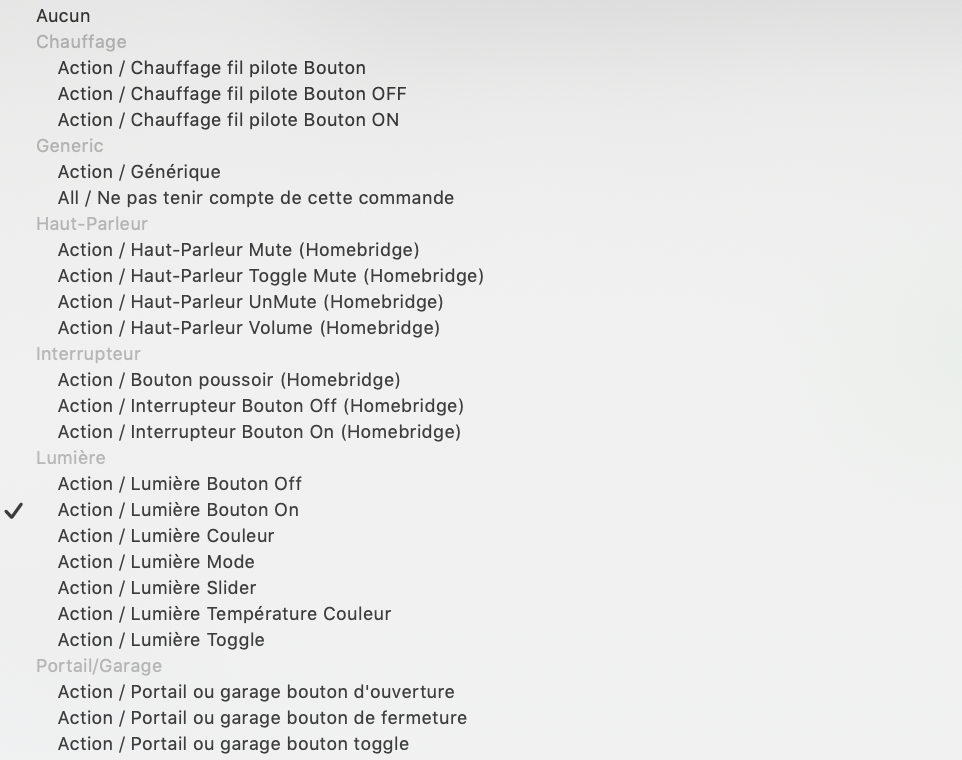 Aucun
Chauffage
Action / Chauffage fil pilote Bouton
Action / Chauffage fil pilote Bouton OFF
Action / Chauffage fil pilote Bouton ON
Generic
Action / Générique
All / Ne pas tenir compte de cette commande
Haut-Parleur
Action / Haut-Parleur Mute (Homebridge)
Action / Haut-Parleur Toggle Mute (Homebridge)
Action / Haut-Parleur UnMute (Homebridge)
Action / Haut-Parleur Volume (Homebridge)
Interrupteur
Action / Bouton poussoir (Homebridge)
Action / Interrupteur Bouton Off (Homebridge)
Action / Interrupteur Bouton On (Homebridge)
Lumière
Action / Lumière Bouton Off
Action / Lumière Bouton On
Action / Lumière Couleur
Action / Lumière Mode
Action / Lumière Slider
Action / Lumière Température Couleur
Action / Lumière Toggle
Portail/Garage
Action / Portail ou garage bouton d'ouverture
Action / Portail ou garage bouton de fermeture
Action / Portail ou garage bouton toggle